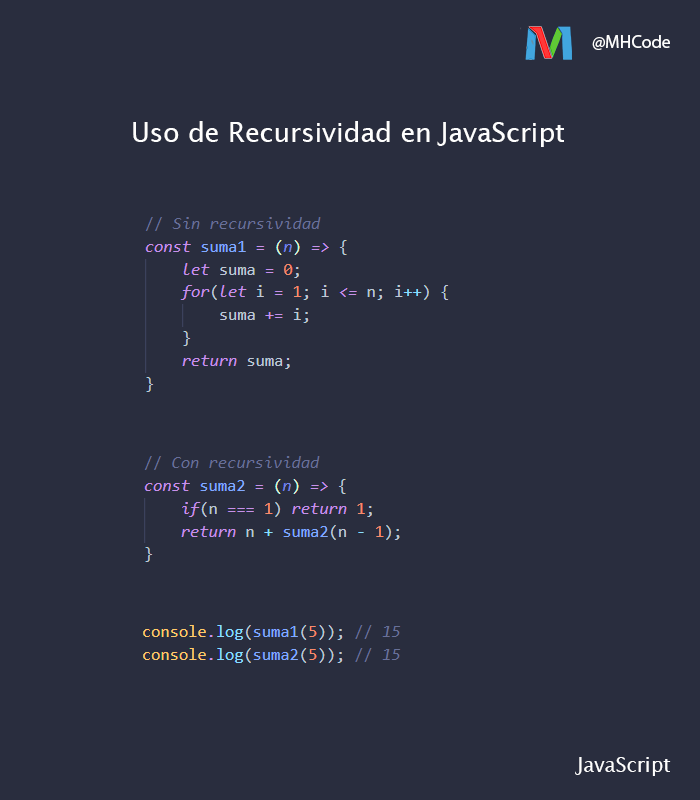 @MHCode
Uso de Recursividad en JavaScript
// Sin recursividad
const suma1 = (n) => {
    let suma = 0;
    for(let i = 1; i <= n; i++) {
        suma += i;
    }
    return suma;
}
// Con recursividad
const suma2 = (n) => {
    if(n === 1) return 1;
    return n + suma2(n - 1);
}
console.log(suma1(5)); // 15
console.log(suma2(5)); // 15
JavaScript